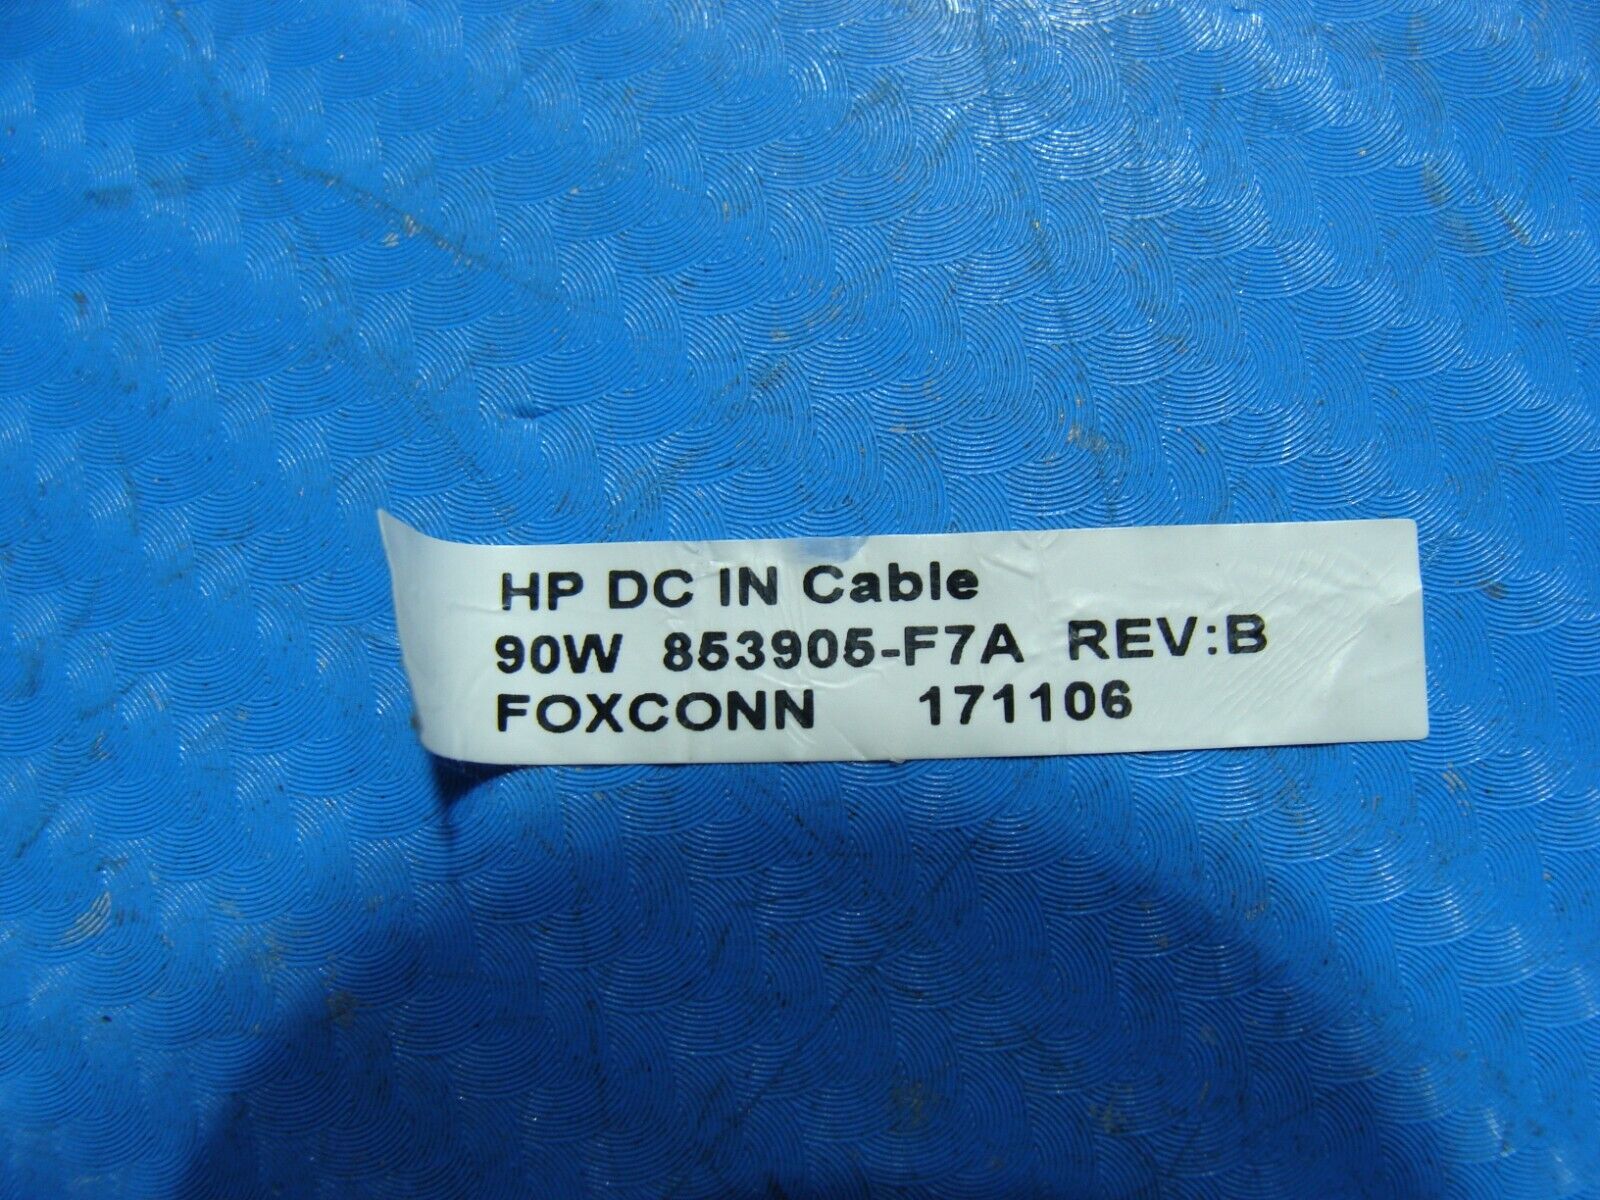 HP DC IN Cable
90W 853905-F7A REV:B
FOXCONN 171106